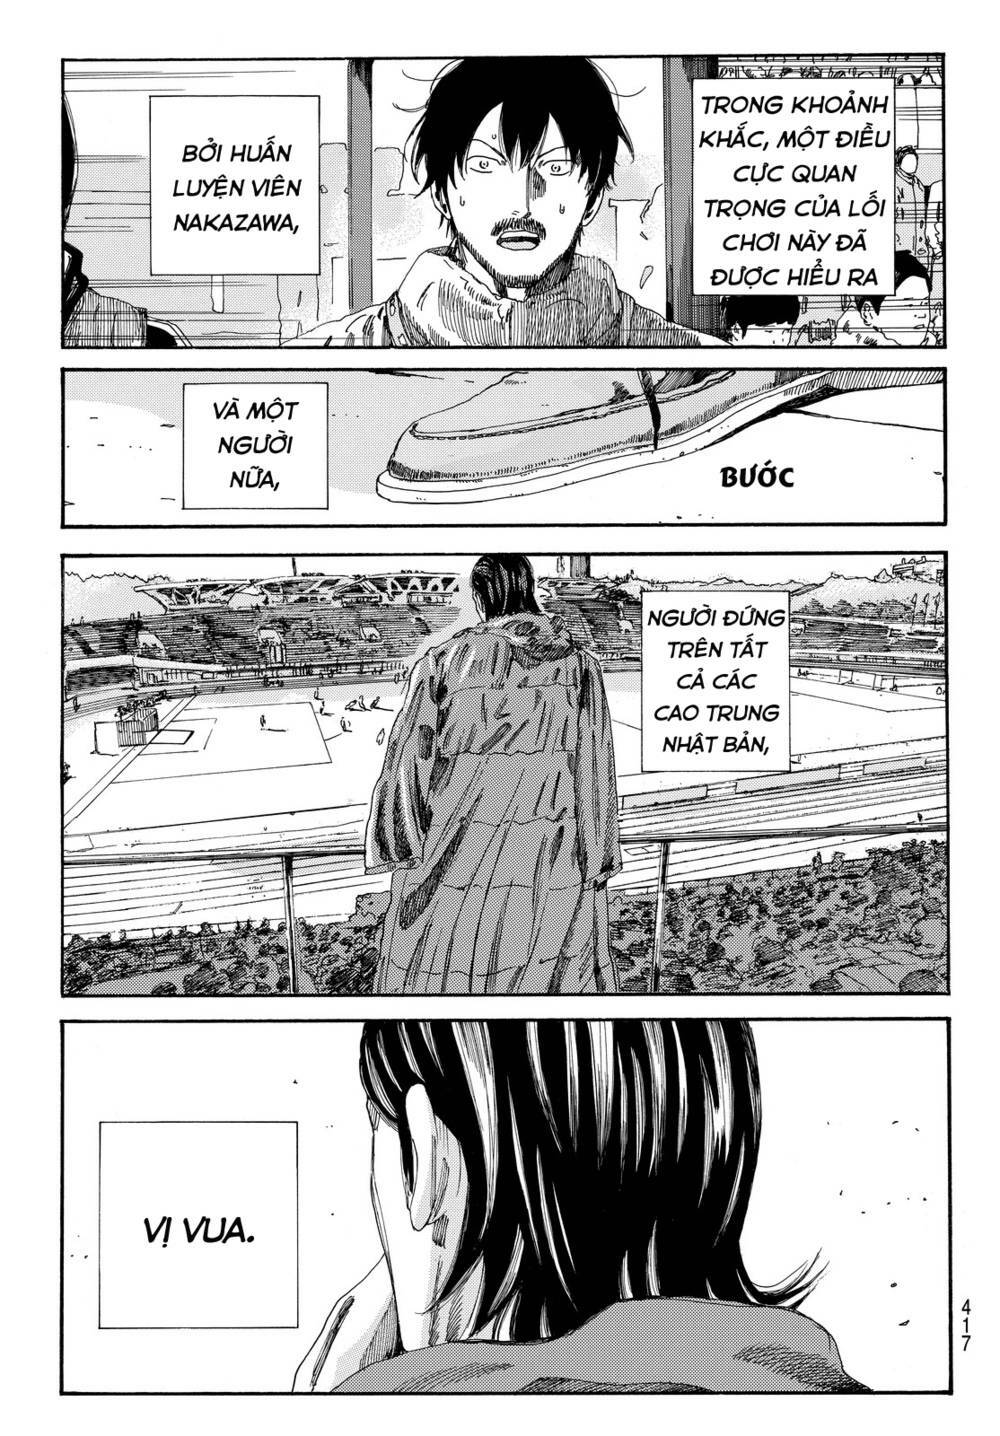 TRONG KHOẢNH
KHẮC, MỘT ĐIỀU
CỰC QUAN
TRỌNG CỦA LỐI
CHƠI NÀY ĐÃ
ĐƯỢC HIỂU RA
BỞI HUẤN
LUYỆN VIÊN
NAKAZAWA,
VÀ MỘT
NGƯỜI
NỮA,
BƯỚC
NGƯỜI ĐỨNG
TRÊN TẤT
CẢ CÁC
CAO TRUNG
NHẬT BẢN,
VỊ VUA.
417